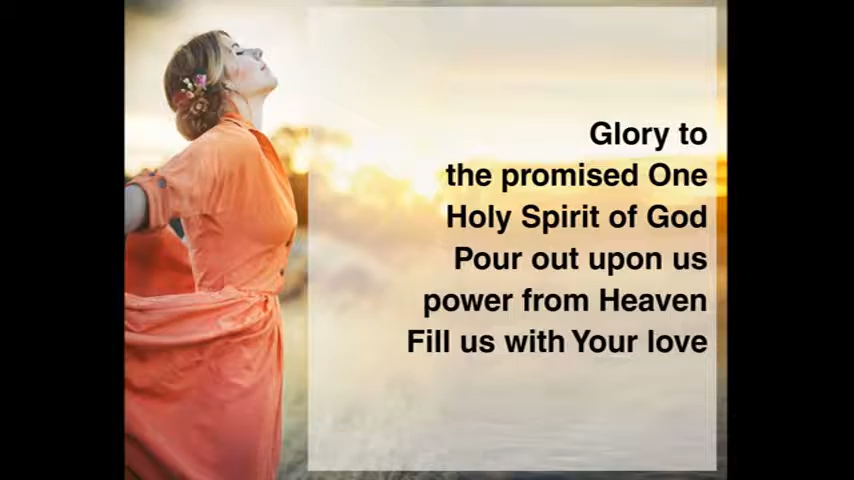 Glory to
the promised One
Holy Spirit of God
Pour out upon us
power from Heaven
Fill us with Your love